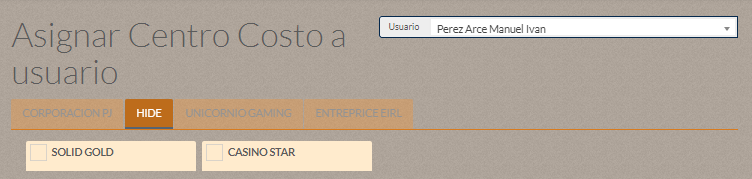 Asignar Centro Costo a
usuario
Usuario Perez Arce Manuel Ivan
CORPORACION PJ HIDE UNICORNIO GAMING ENTREPRICE EIRL
SOLID GOLD CASINO STAR